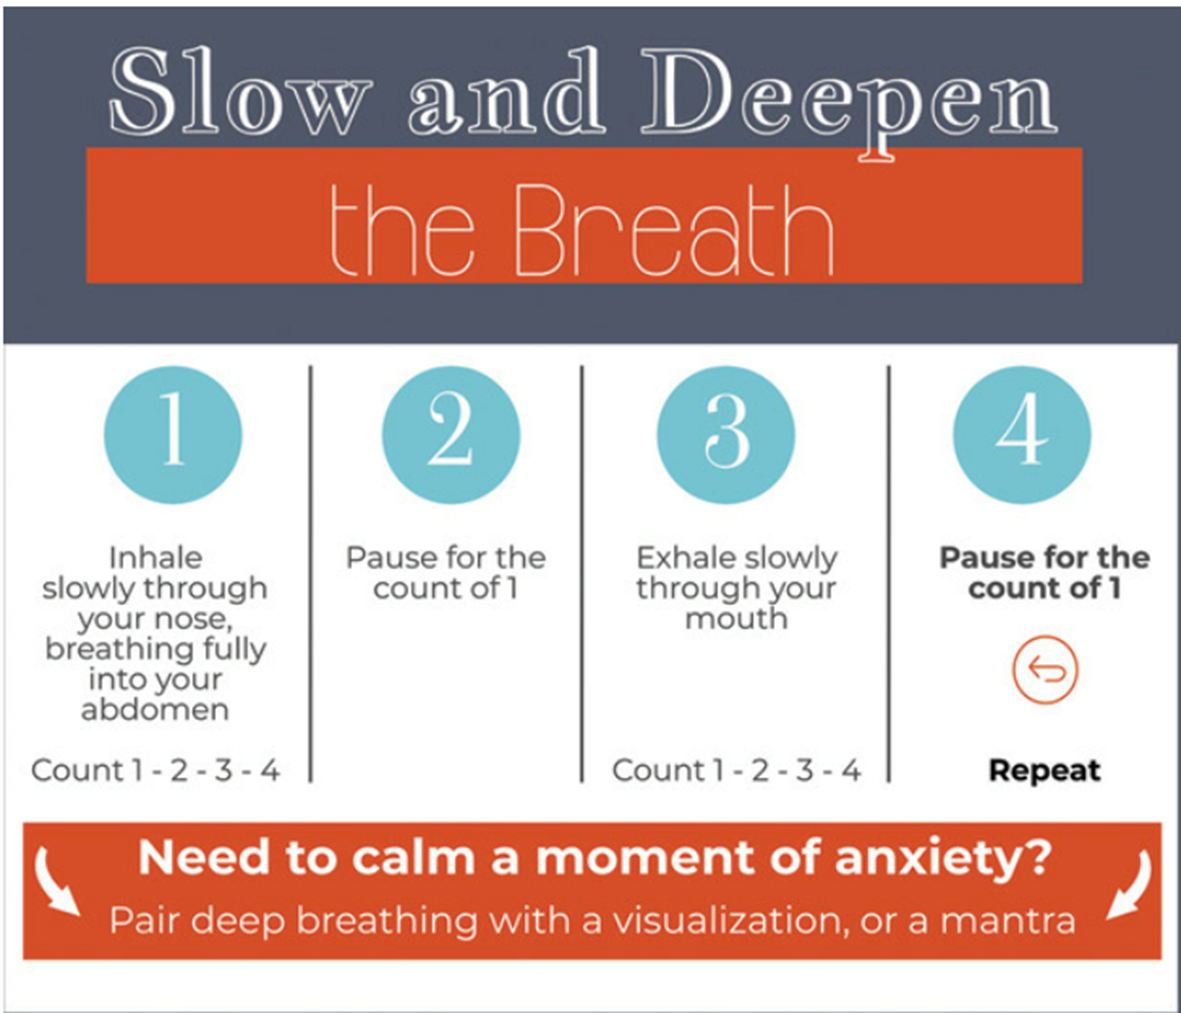 Slow and Deepen
the Breath
1
Inhale
slowly through
your nose,
breathing fully
into your
abdomen
Count 1 - 2 - 3 - 4
2
Pause for the
count of 1
3
Exhale slowly
through your
mouth
Count 1 - 2 - 3 - 4
4
Pause for the
count of 1
Repeat
Need to calm a moment of anxiety?
Pair deep breathing with a visualization, or a mantra